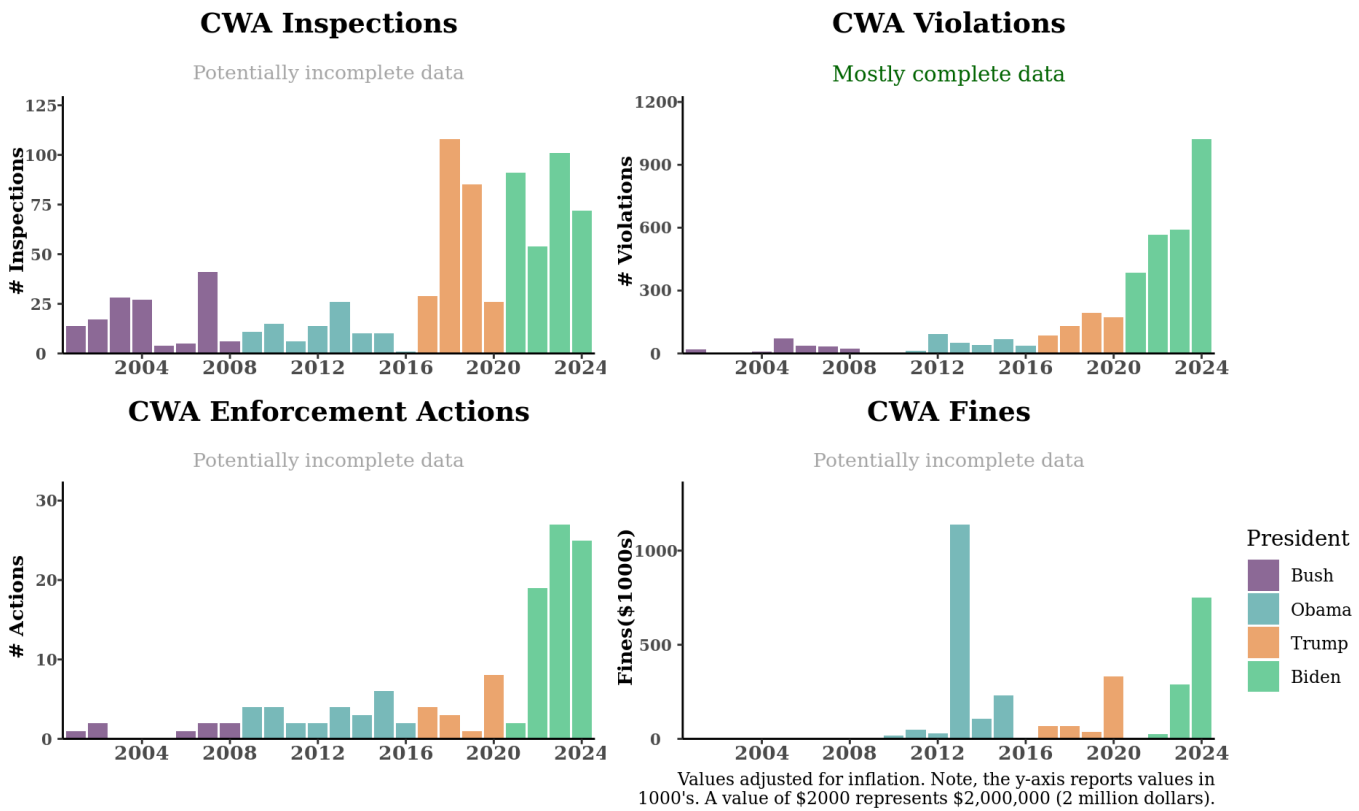 CWA Inspections
Potentially incomplete data
# Inspections
125
100
75
50
25
0
2004 2008 2012 2016 2020 2024
CWA Violations
Mostly complete data
# Violations
1200
900
600
300
0
2004 2008 2012 2016 2020 2024
CWA Enforcement Actions
Potentially incomplete data
# Actions
30
20
10
0
2004 2008 2012 2016 2020 2024
CWA Fines
Potentially incomplete data
Fines($1000s)
1000
500
0
2004 2008 2012 2016 2020 2024
President
Bush
Obama
Trump
Biden
Values adjusted for inflation. Note, the y-axis reports values in
1000's. A value of $2000 represents $2,000,000 (2 million dollars).